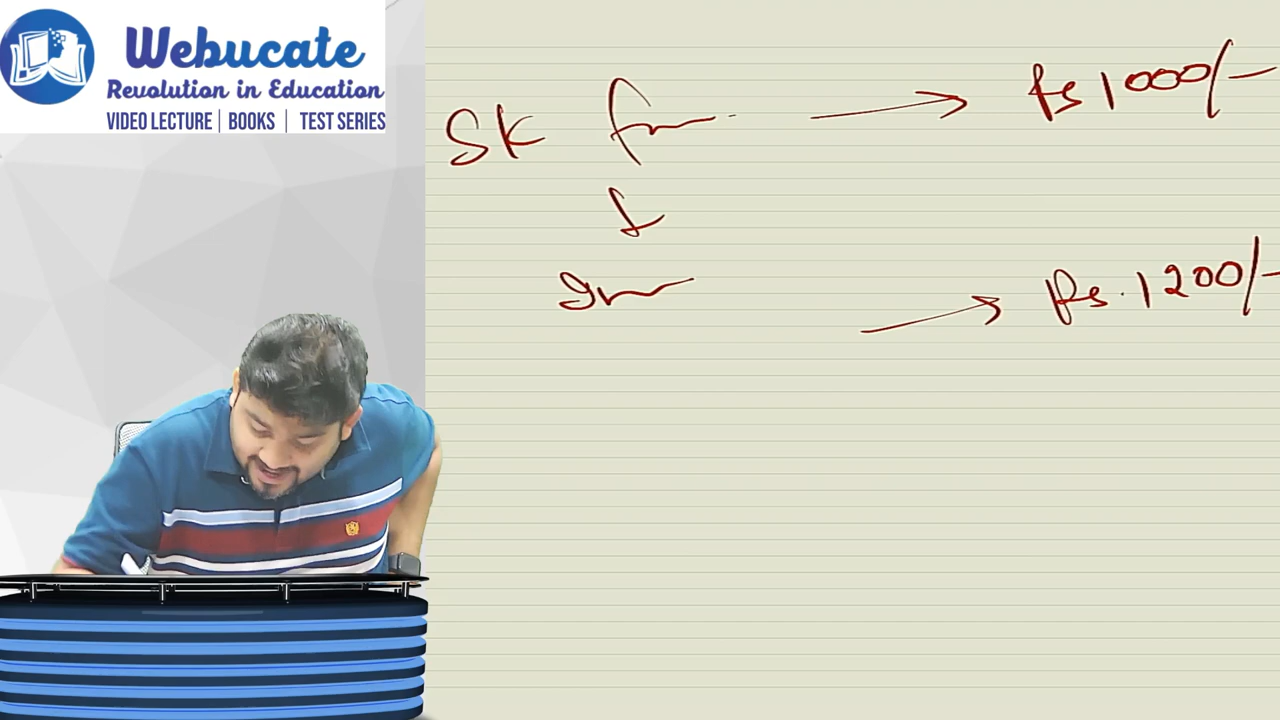 Webucate
Revolution in Education
VIDEO LECTURE | BOOKS | TEST SERIES
SK → Rs 1000/-
→ Rs. 1200/-